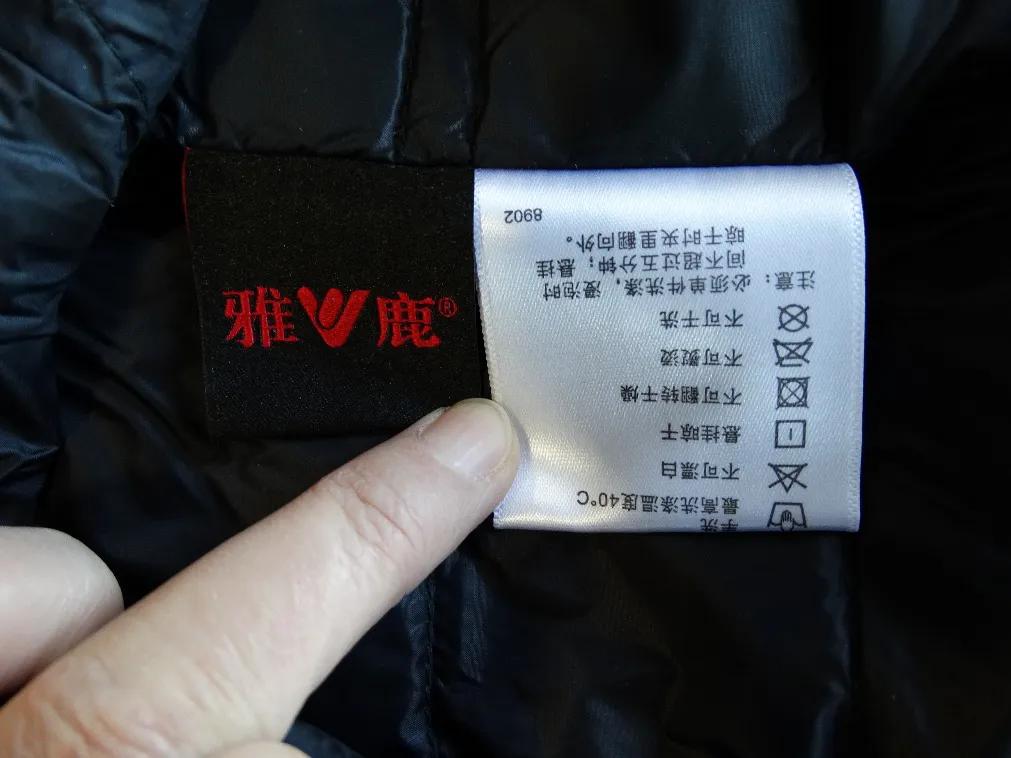 雅鹿®
手洗
最高洗涤温度40℃
不可漂白
悬挂晾干
不可翻转干燥
不可熨烫
不可干洗
注意：必须单件洗涤，浸泡时
间不超过五分钟；悬挂
晾干时夹里翻向外。
8902